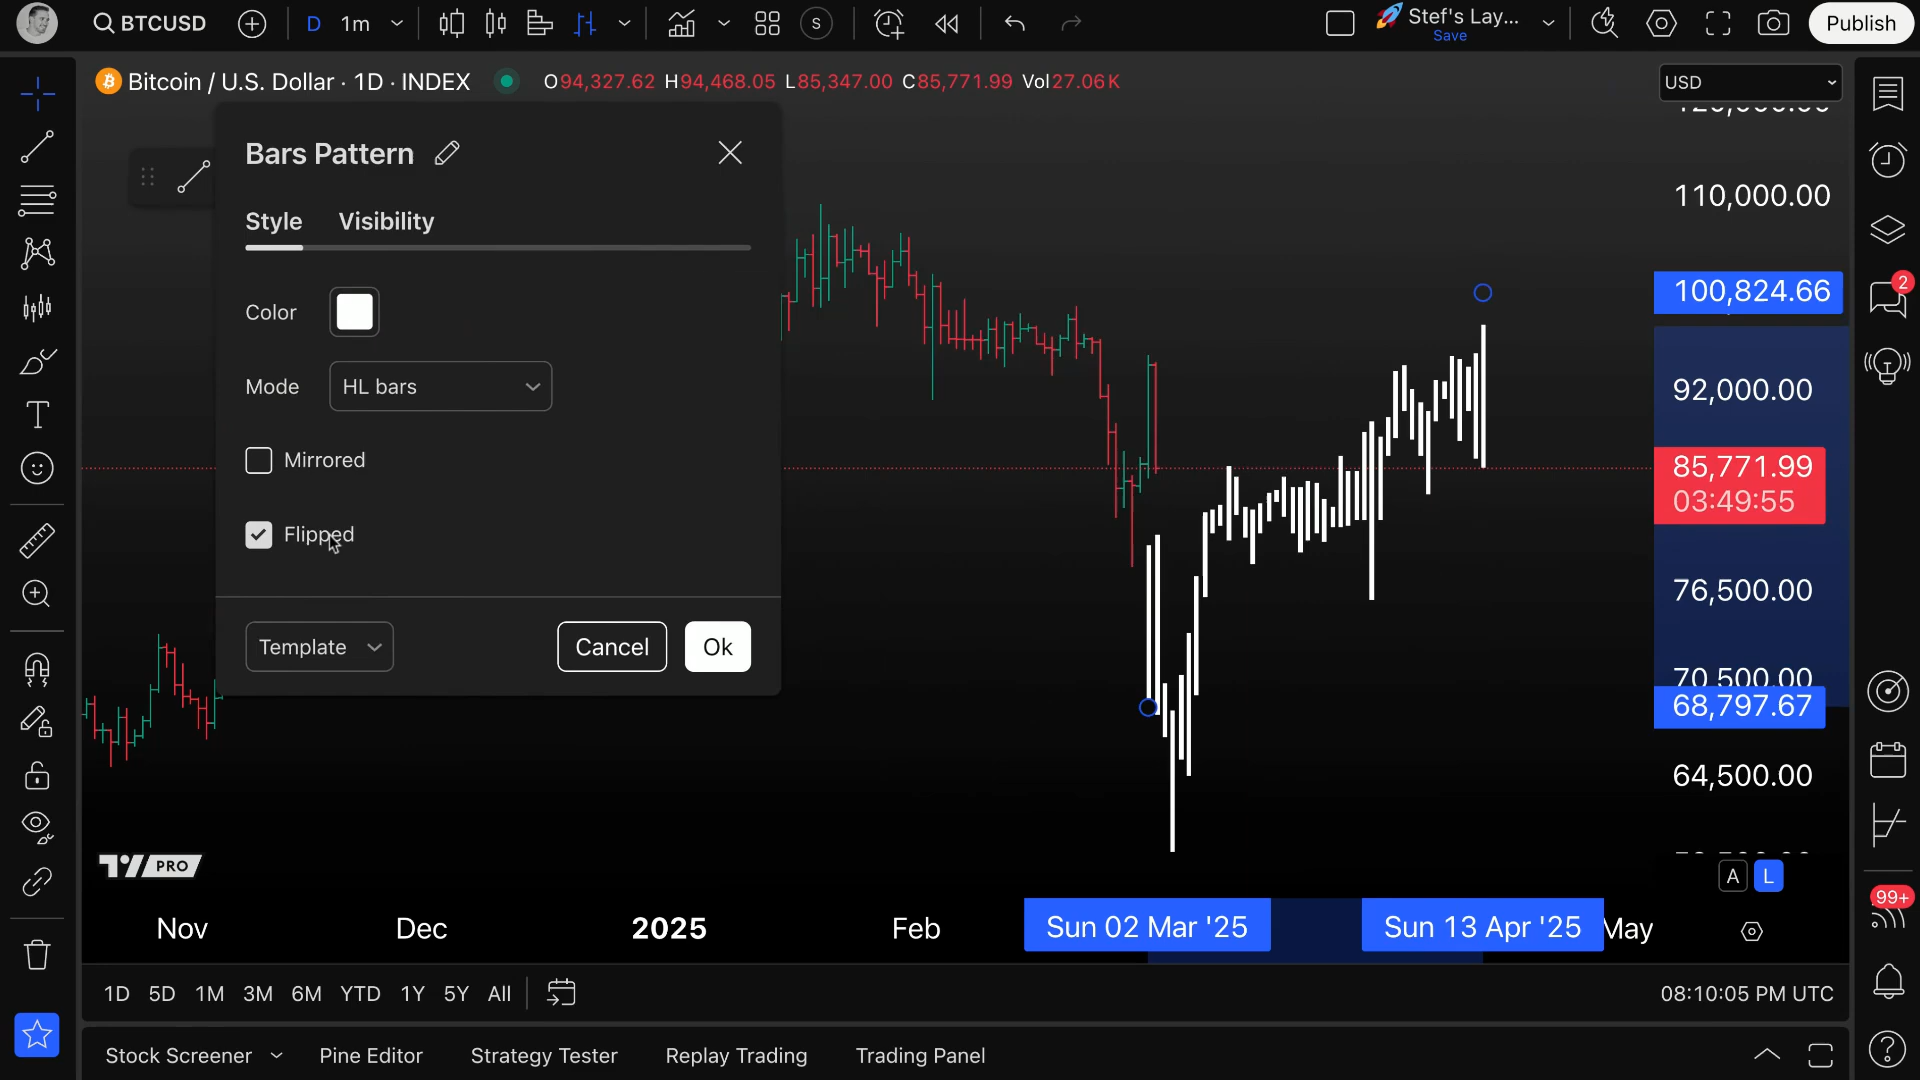 BTCUSD D 1m S Stef's Lay... Save Publish
Bitcoin / U.S. Dollar · 1D · INDEX O94,327.62 H94,468.05 L85,347.00 C85,771.99 Vol27.06K
USD
Bars Pattern
Style Visibility
Color
Mode HL bars
Mirrored
Flipped
Template Cancel Ok
110,000.00
100,824.66
92,000.00
85,771.99
03:49:55
76,500.00
70,500.00
68,797.67
64,500.00
2
T
99+
PRO
A L
Nov Dec 2025 Feb Sun 02 Mar '25 Sun 13 Apr '25 May
1D 5D 1M 3M 6M YTD 1Y 5Y All 08:10:05 PM UTC
Stock Screener Pine Editor Strategy Tester Replay Trading Trading Panel